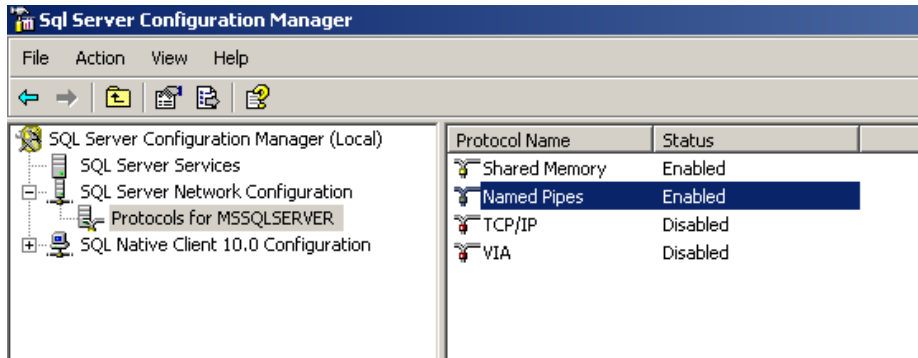 Sql Server Configuration Manager
File Action View Help
SQL Server Configuration Manager (Local)
SQL Server Services
SQL Server Network Configuration
Protocols for MSSQLSERVER
SQL Native Client 10.0 Configuration
Protocol Name Status
Shared Memory Enabled
Named Pipes Enabled
TCP/IP Disabled
VIA Disabled